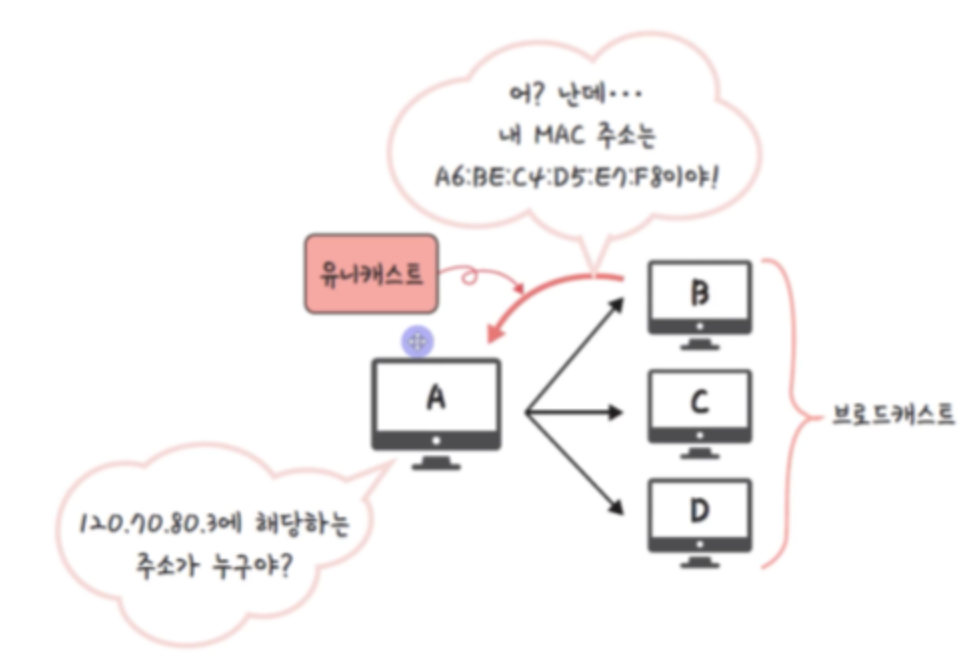 어? 난데...
내 MAC 주소는
A6:BE:C4:D5:E7:F8이야!
유니캐스트
A
B
C
D
브로드캐스트
120.70.80.3에 해당하는
주소가 누구야?